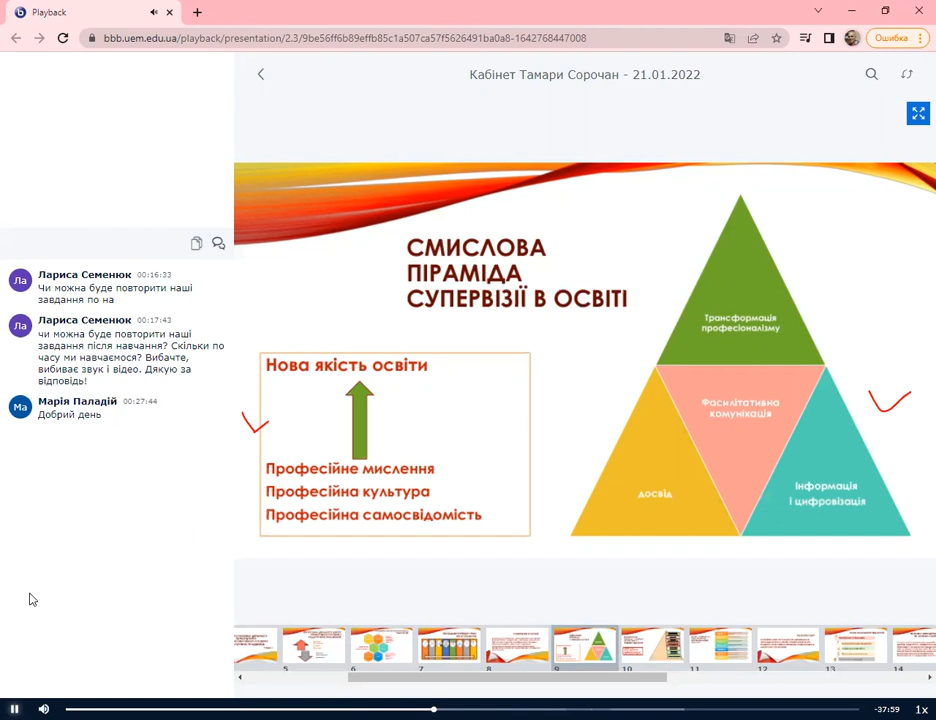 Playback
bbb.uem.edu.ua/playback/presentation/2.3/9be56ff6b89effb85c1a507ca57f5626491ba0a8-1642768447008
Ошибка
Кабінет Тамари Сорочан - 21.01.2022
Ла
Лариса Семенюк 00:16:33
Чи можна буде повторити наші
завдання по на
Ла
Лариса Семенюк 00:17:43
чи можна буде повторити наші
завдання після навчання? Скільки по
часу ми навчаємося? Вибачте,
вибиває звук і відео. Дякую за
відповідь!
Ма
Марія Паладій 00:27:44
Добрий день
СМИСЛОВА
ПІРАМІДА
СУПЕРВІЗІЇ В ОСВІТІ
Нова якість освіти
Професійне мислення
Професійна культура
Професійна самосвідомість
Трансформація
професіоналізму
Фасилітативна
комунікація
досвід
Інформація
і цифровізація
5
6
7
8
9
10
11
12
13
14
-37:59
1x